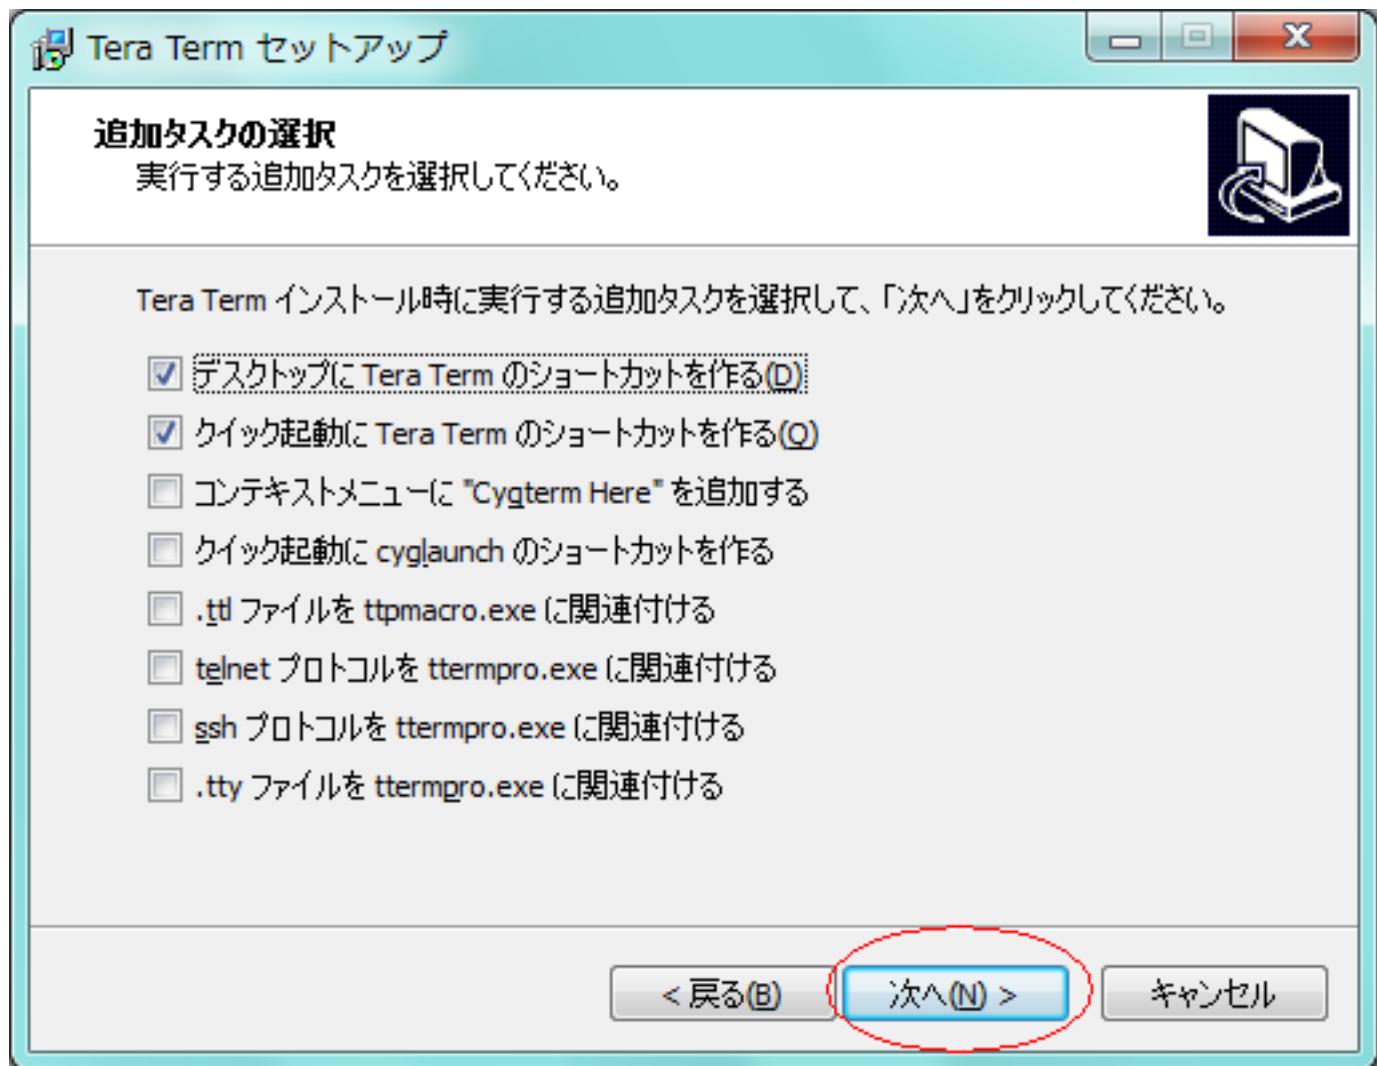 Tera Term セットアップ
追加タスクの選択
実行する追加タスクを選択してください。
Tera Term インストール時に実行する追加タスクを選択して、「次へ」をクリックしてください。
デスクトップに Tera Term のショートカットを作る(D)
クイック起動に Tera Term のショートカットを作る(Q)
コンテキストメニューに "Cygterm Here" を追加する
クイック起動に cyglaunch のショートカットを作る
.ttl ファイルを ttpmacro.exe に関連付ける
telnet プロトコルを ttermpro.exe に関連付ける
ssh プロトコルを ttermpro.exe に関連付ける
.tty ファイルを ttermpro.exe に関連付ける
< 戻る(B) 次へ(N) > キャンセル